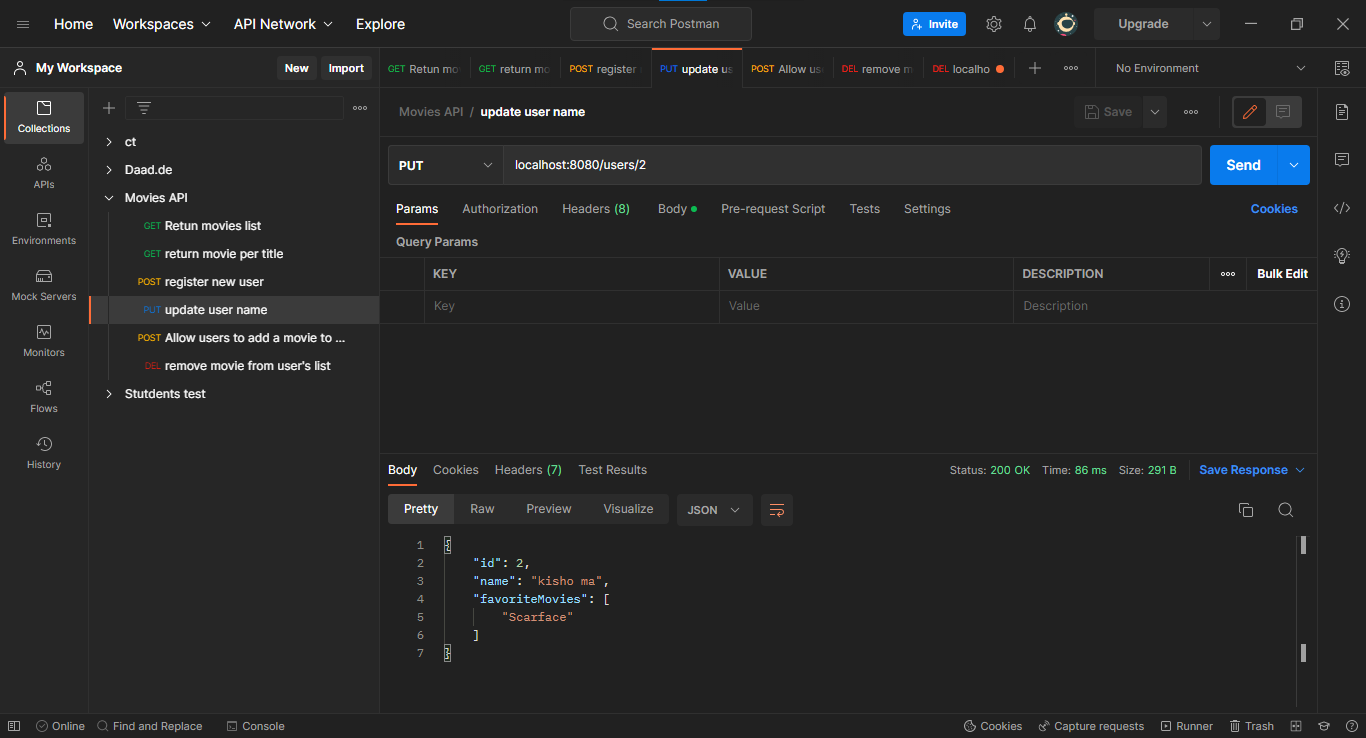 Home Workspaces API Network Explore Search Postman Invite Upgrade
My Workspace New Import GET Retun mo GET return mo POST register PUT update us POST Allow us DEL remove m DEL localho No Environment
Collections
APIs
Environments
Mock Servers
Monitors
Flows
History
ct
Daad.de
Movies API
GET Retun movies list
GET return movie per title
POST register new user
PUT update user name
POST Allow users to add a movie to ...
DEL remove movie from user's list
Stutdents test
Movies API / update user name Save
PUT localhost:8080/users/2 Send
Params Authorization Headers (8) Body Pre-request Script Tests Settings Cookies
Query Params
KEY VALUE DESCRIPTION Bulk Edit
Key Value Description
Body Cookies Headers (7) Test Results Status: 200 OK Time: 86 ms Size: 291 B Save Response
Pretty Raw Preview Visualize JSON
1 {
2 "id": 2,
3 "name": "kisho ma",
4 "favoriteMovies": [
5 "Scarface"
6 ]
7 }
Online Find and Replace Console Cookies Capture requests Runner Trash